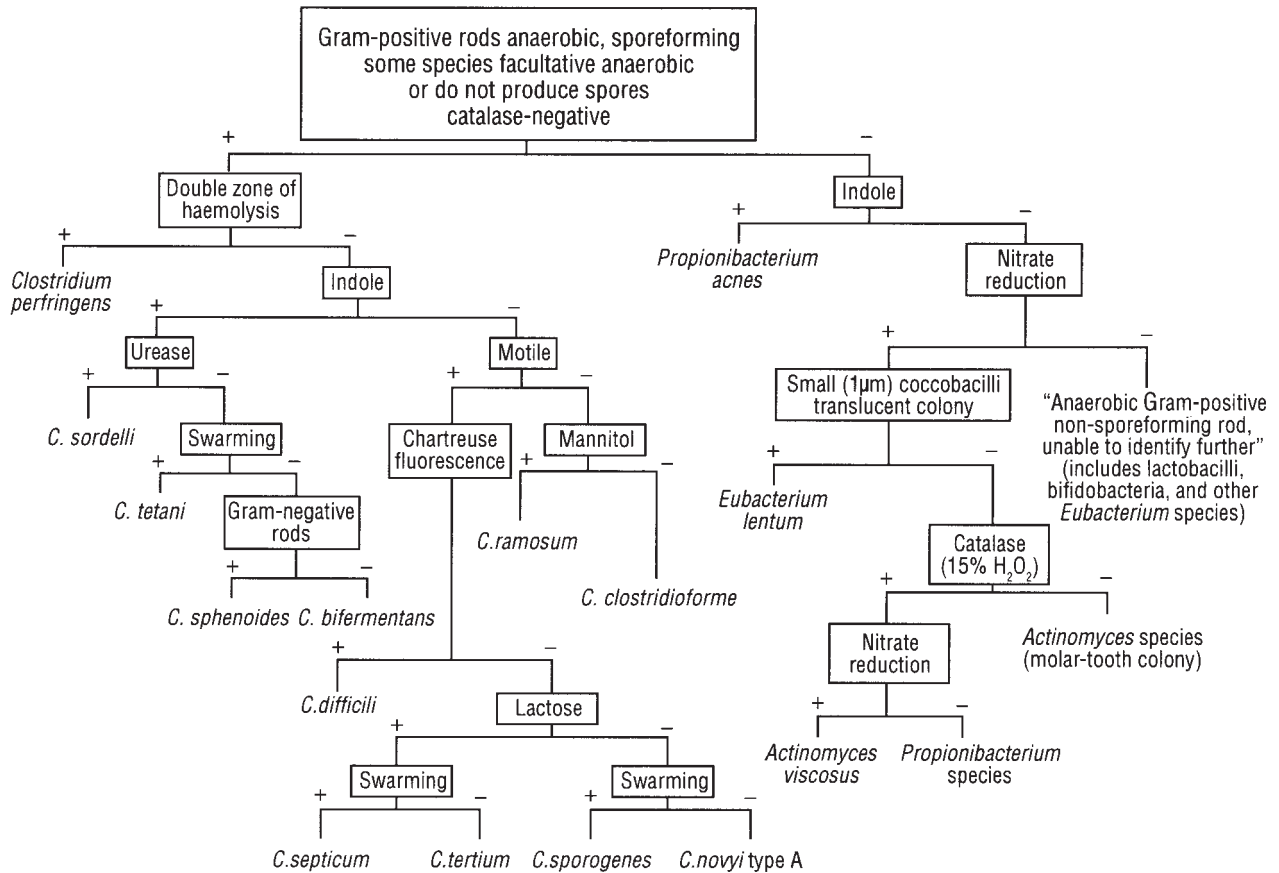 Gram-positive rods anaerobic, sporeforming
some species facultative anaerobic
or do not produce spores
catalase-negative
+
−
Double zone of
haemolysis
Indole
+
−
+
−
Clostridium
perfringens
Indole
Propionibacterium
acnes
Nitrate
reduction
+
−
+
−
Urease
Motile
+
−
+
−
Small (1µm) coccobacilli
translucent colony
"Anaerobic Gram-positive
non-sporeforming rod,
unable to identify further"
(includes lactobacilli,
bifidobacteria, and other
Eubacterium species)
C. sordelli
Swarming
Chartreuse
fluorescence
Mannitol
+
−
+
−
+
−
C. tetani
Gram-negative
rods
C.ramosum
C. clostridioforme
Eubacterium
lentum
Catalase
(15% H₂O₂)
+
−
+
−
C. sphenoides
C. bifermentans
Nitrate
reduction
Actinomyces species
(molar-tooth colony)
+
−
C.difficili
Lactose
+
−
+
−
Actinomyces
viscosus
Propionibacterium
species
Swarming
Swarming
+
−
+
−
C.septicum
C.tertium
C.sporogenes
C.novyi type A